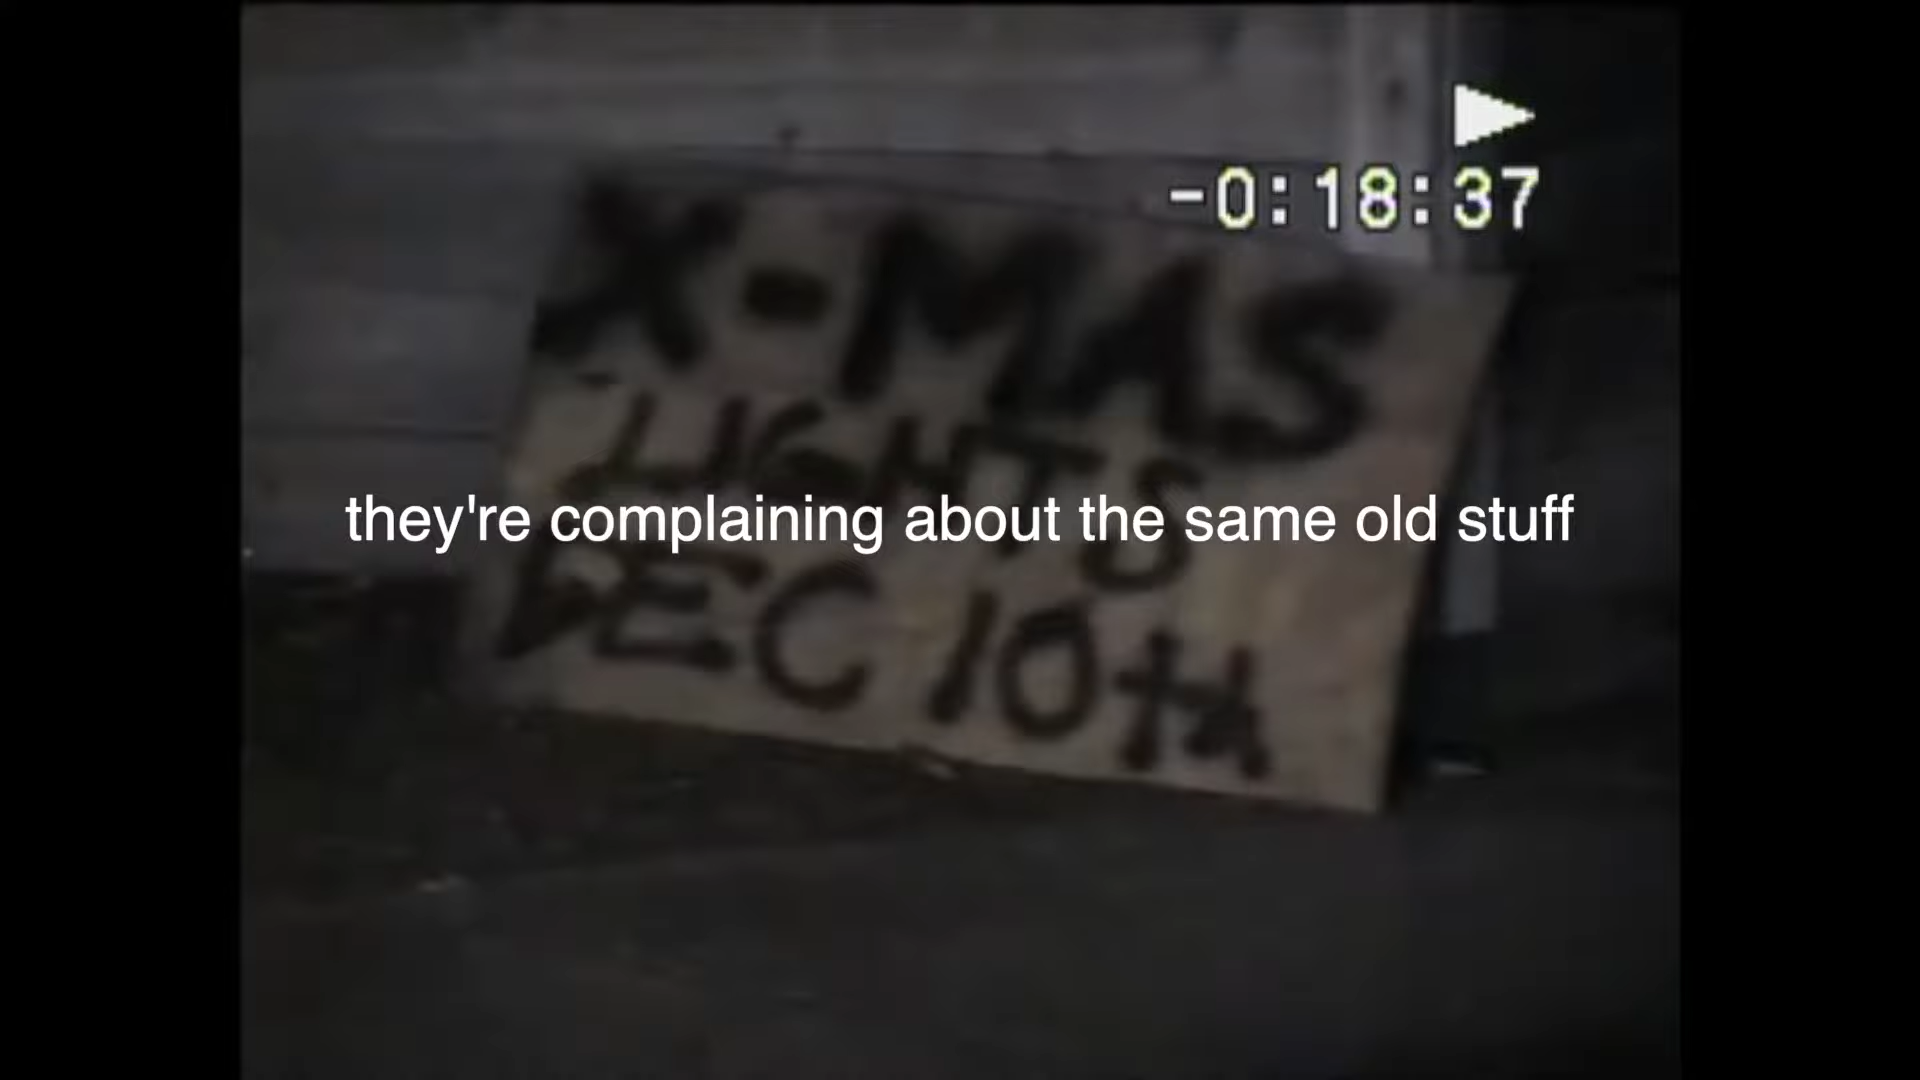 -0:18:37
X-MAS
LIGHTS
they're complaining about the same old stuff
DEC 10th